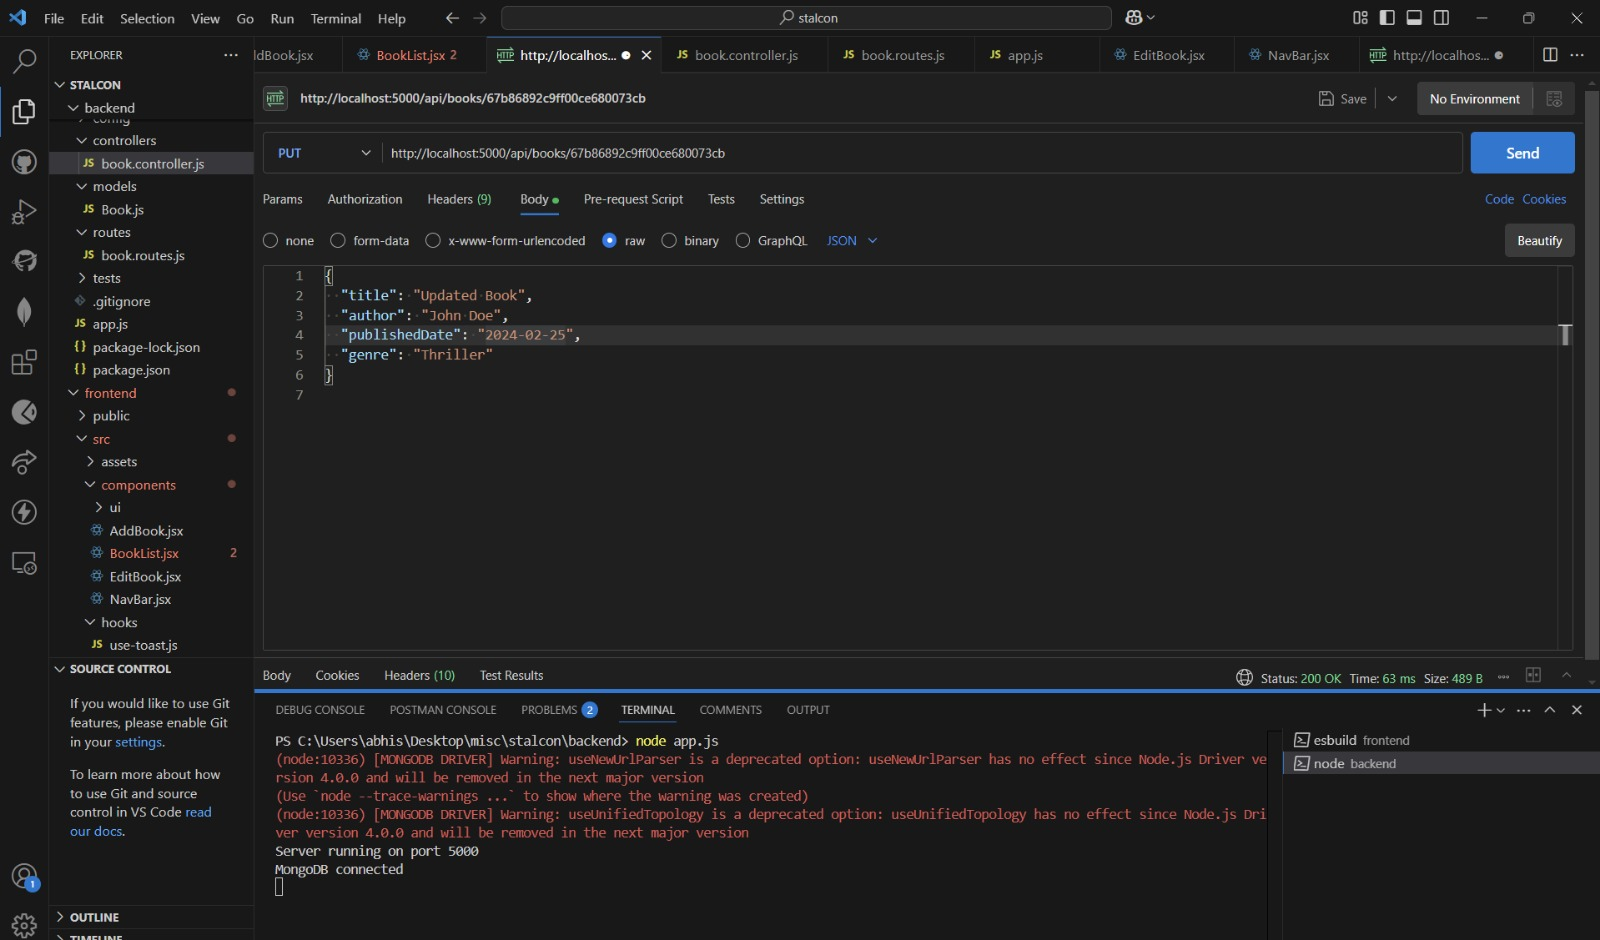 File Edit Selection View Go Run Terminal Help
stalcon
EXPLORER
STALCON
backend
config
controllers
JS book.controller.js
models
JS Book.js
routes
JS book.routes.js
tests
.gitignore
JS app.js
{} package-lock.json
{} package.json
frontend
public
src
assets
components
ui
AddBook.jsx
BookList.jsx 2
EditBook.jsx
NavBar.jsx
hooks
JS use-toast.js
SOURCE CONTROL
If you would like to use Git
features, please enable Git
in your settings.
To learn more about how
to use Git and source
control in VS Code read
our docs.
1
OUTLINE
TIMELINE
ddBook.jsx BookList.jsx 2 HTTP http://localhos... JS book.controller.js JS book.routes.js JS app.js EditBook.jsx NavBar.jsx HTTP http://localhos...
HTTP http://localhost:5000/api/books/67b86892c9ff00ce680073cb Save No Environment
PUT http://localhost:5000/api/books/67b86892c9ff00ce680073cb Send
Params Authorization Headers (9) Body Pre-request Script Tests Settings Code Cookies
none form-data x-www-form-urlencoded raw binary GraphQL JSON Beautify
1 {
2 "title": "Updated Book",
3 "author": "John Doe",
4 "publishedDate": "2024-02-25",
5 "genre": "Thriller"
6 }
7
Body Cookies Headers (10) Test Results Status: 200 OK Time: 63 ms Size: 489 B
DEBUG CONSOLE POSTMAN CONSOLE PROBLEMS 2 TERMINAL COMMENTS OUTPUT
PS C:\Users\abhis\Desktop\misc\stalcon\backend> node app.js
(node:10336) [MONGODB DRIVER] Warning: useNewUrlParser is a deprecated option: useNewUrlParser has no effect since Node.js Driver ve
rsion 4.0.0 and will be removed in the next major version
(Use `node --trace-warnings ...` to show where the warning was created)
(node:10336) [MONGODB DRIVER] Warning: useUnifiedTopology is a deprecated option: useUnifiedTopology has no effect since Node.js Dri
ver version 4.0.0 and will be removed in the next major version
Server running on port 5000
MongoDB connected
esbuild frontend
node backend